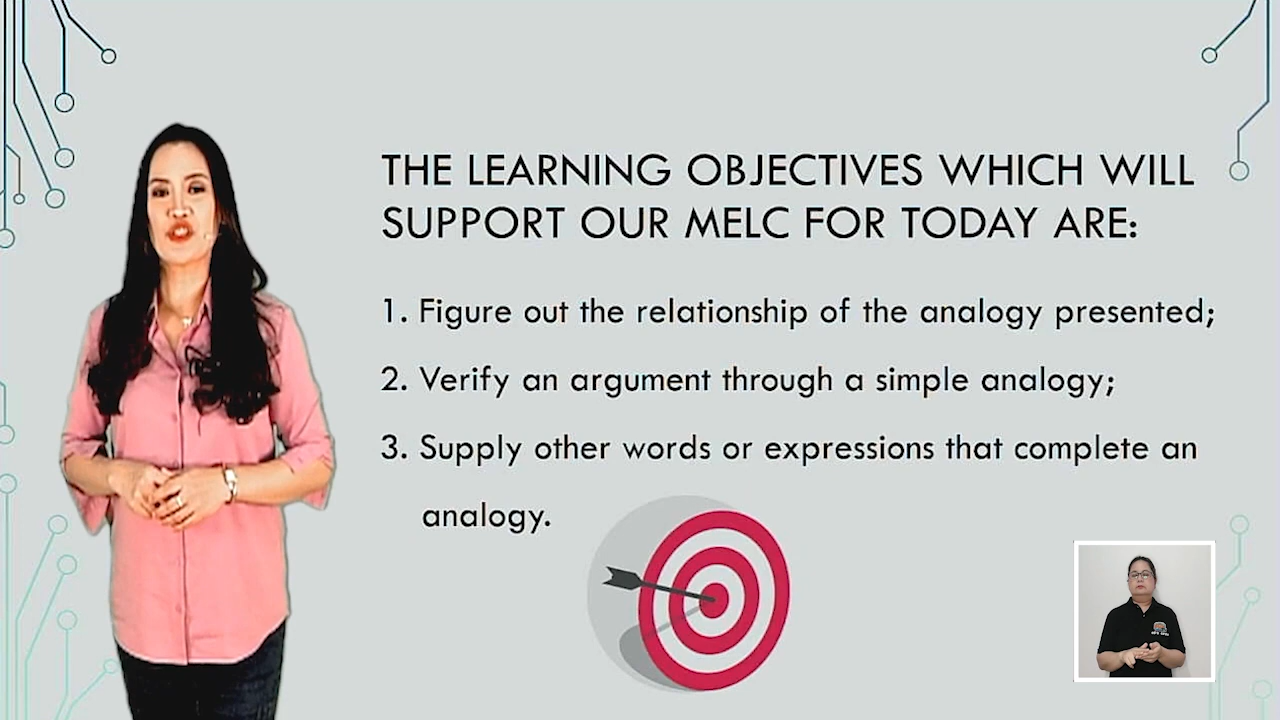 THE LEARNING OBJECTIVES WHICH WILL
SUPPORT OUR MELC FOR TODAY ARE:
1. Figure out the relationship of the analogy presented;
2. Verify an argument through a simple analogy;
3. Supply other words or expressions that complete an
analogy.